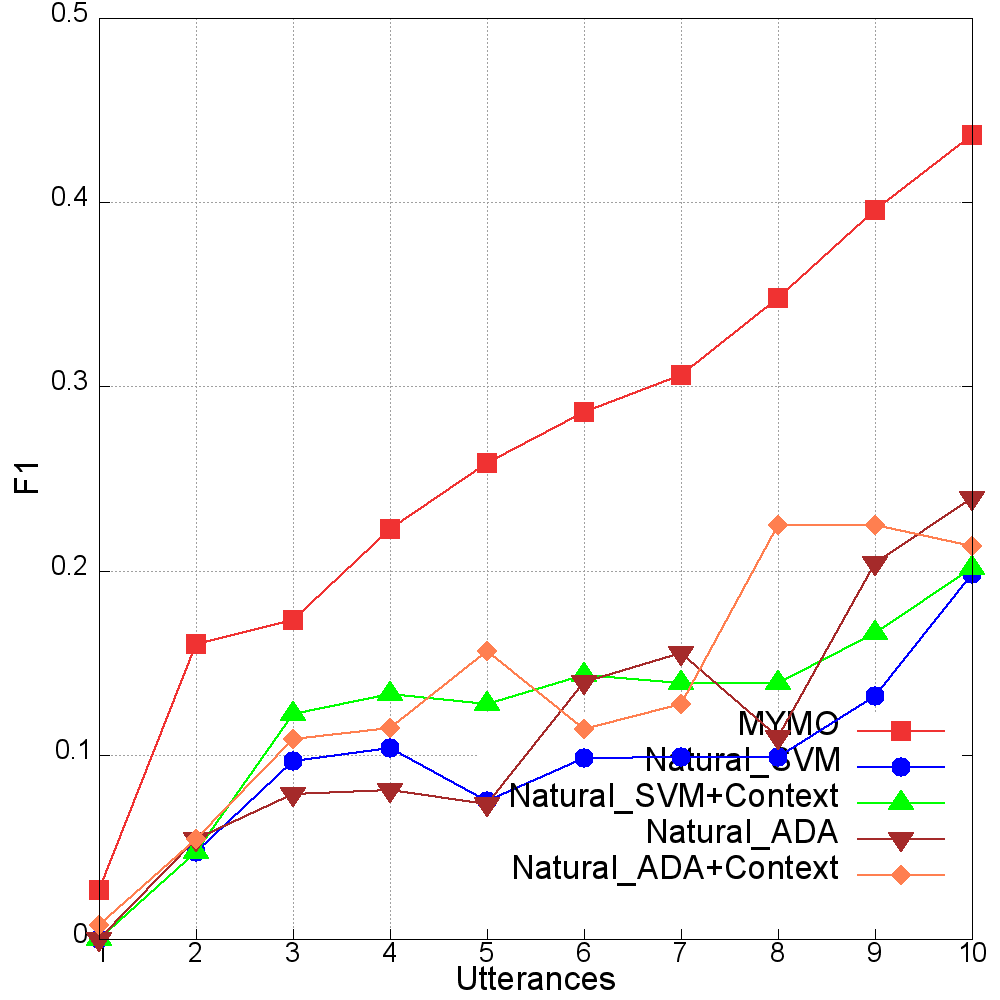 0.5
0.4
0.3
0.2
0.1
0
F1
MYMO
Natural_SVM
Natural_SVM+Context
Natural_ADA
Natural_ADA+Context
1 2 3 4 5 6 7 8 9 10
Utterances